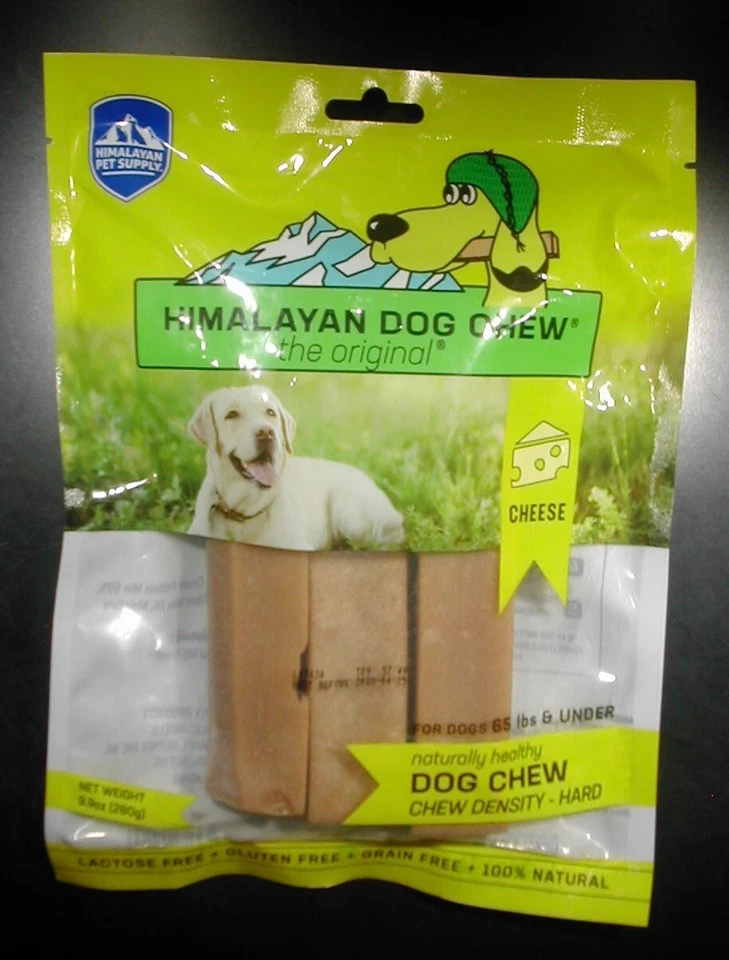 HIMALAYAN
PET SUPPLY
HIMALAYAN DOG CHEW®
the original®
CHEESE
FOR DOGS 65 lbs & UNDER
naturally healthy
DOG CHEW
CHEW DENSITY - HARD
NET WEIGHT
9.9oz (280g)
LACTOSE FREE + GLUTEN FREE + GRAIN FREE + 100% NATURAL